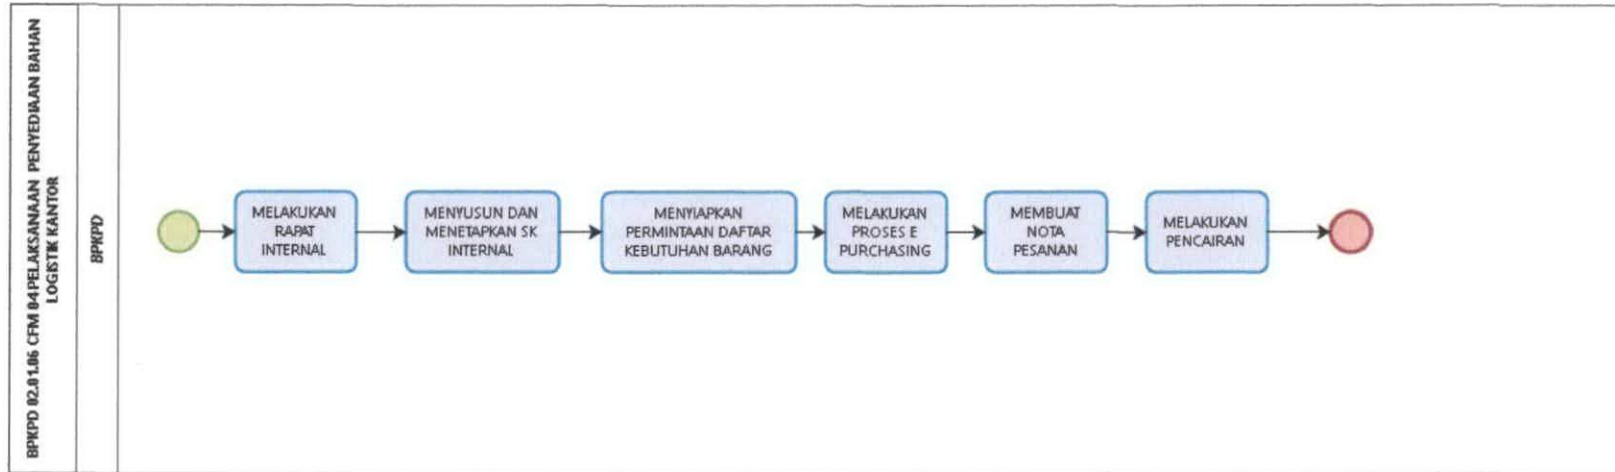 BPKPD 02.01.06 CFM 04 PELAKSANAAN PENYEDIAAN BAHAN
LOGISTIK KANTOR
BPKPD
MELAKUKAN
RAPAT
INTERNAL
MENYUSUN DAN
MENETAPKAN SK
INTERNAL
MENYIAPKAN
PERMINTAAN DAFTAR
KEBUTUHAN BARANG
MELAKUKAN
PROSES E
PURCHASING
MEMBUAT
NOTA
PESANAN
MELAKUKAN
PENCAIRAN